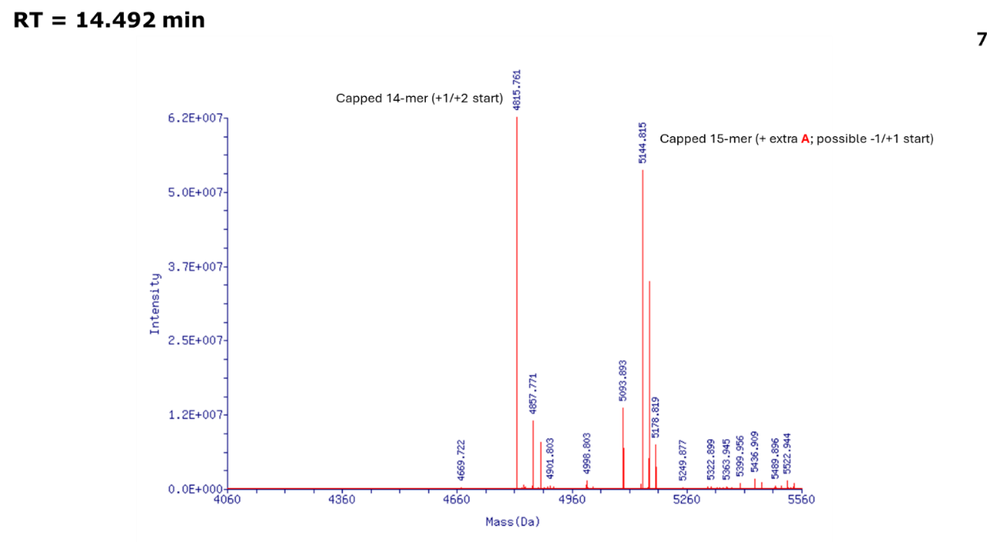 RT = 14.492 min
7
Capped 14-mer (+1/+2 start)
4815.761
6.2E+007
5144.815
Capped 15-mer (+ extra A; possible -1/+1 start)
5.0E+007
3.7E+007
Intensity
2.5E+007
1.2E+007
0.0E+000
4669.722
4857.771
4901.803
4998.803
5093.893
5178.819
5249.877
5322.899
5363.945
5399.956
5436.909
5489.896
5522.944
4060 4360 4660 4960 5260 5560
Mass(Da)